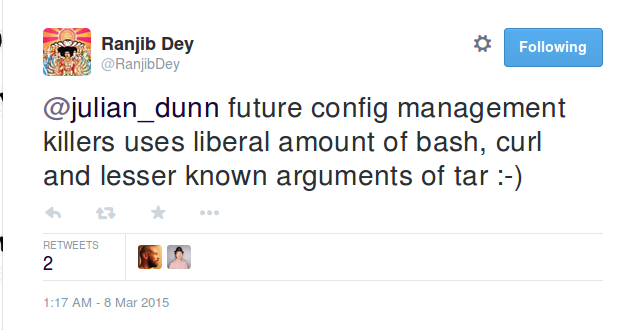 Ranjib Dey
@RanjibDey
Following
@julian_dunn future config management
killers uses liberal amount of bash, curl
and lesser known arguments of tar :-)
RETWEETS
2
1:17 AM - 8 Mar 2015